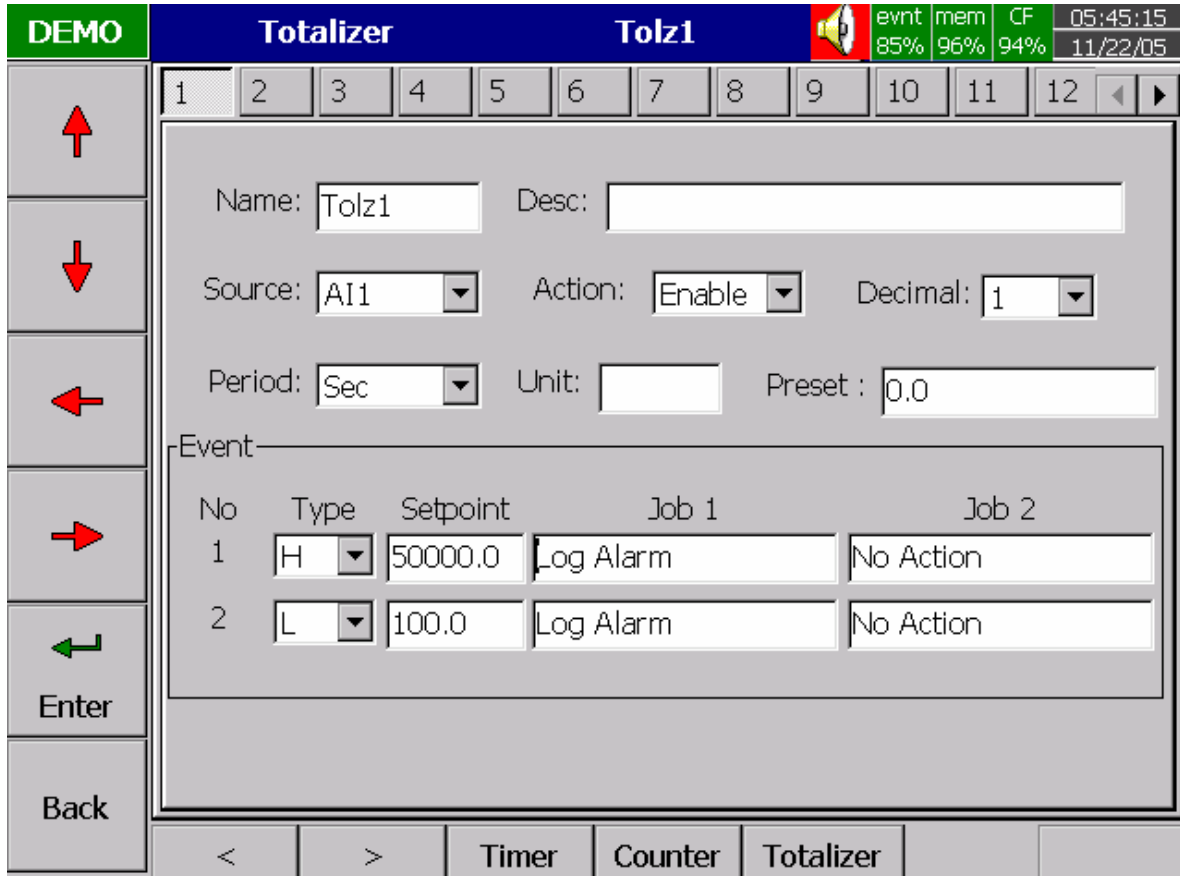 DEMO Totalizer Tolz1 evnt 85% mem 96% CF 94% 05:45:15 11/22/05
1 2 3 4 5 6 7 8 9 10 11 12
Name: Tolz1 Desc:
Source: AI1 Action: Enable Decimal: 1
Period: Sec Unit: Preset : 0.0
Event
No Type Setpoint Job 1 Job 2
1 H 50000.0 Log Alarm No Action
2 L 100.0 Log Alarm No Action
Enter
Back
< > Timer Counter Totalizer